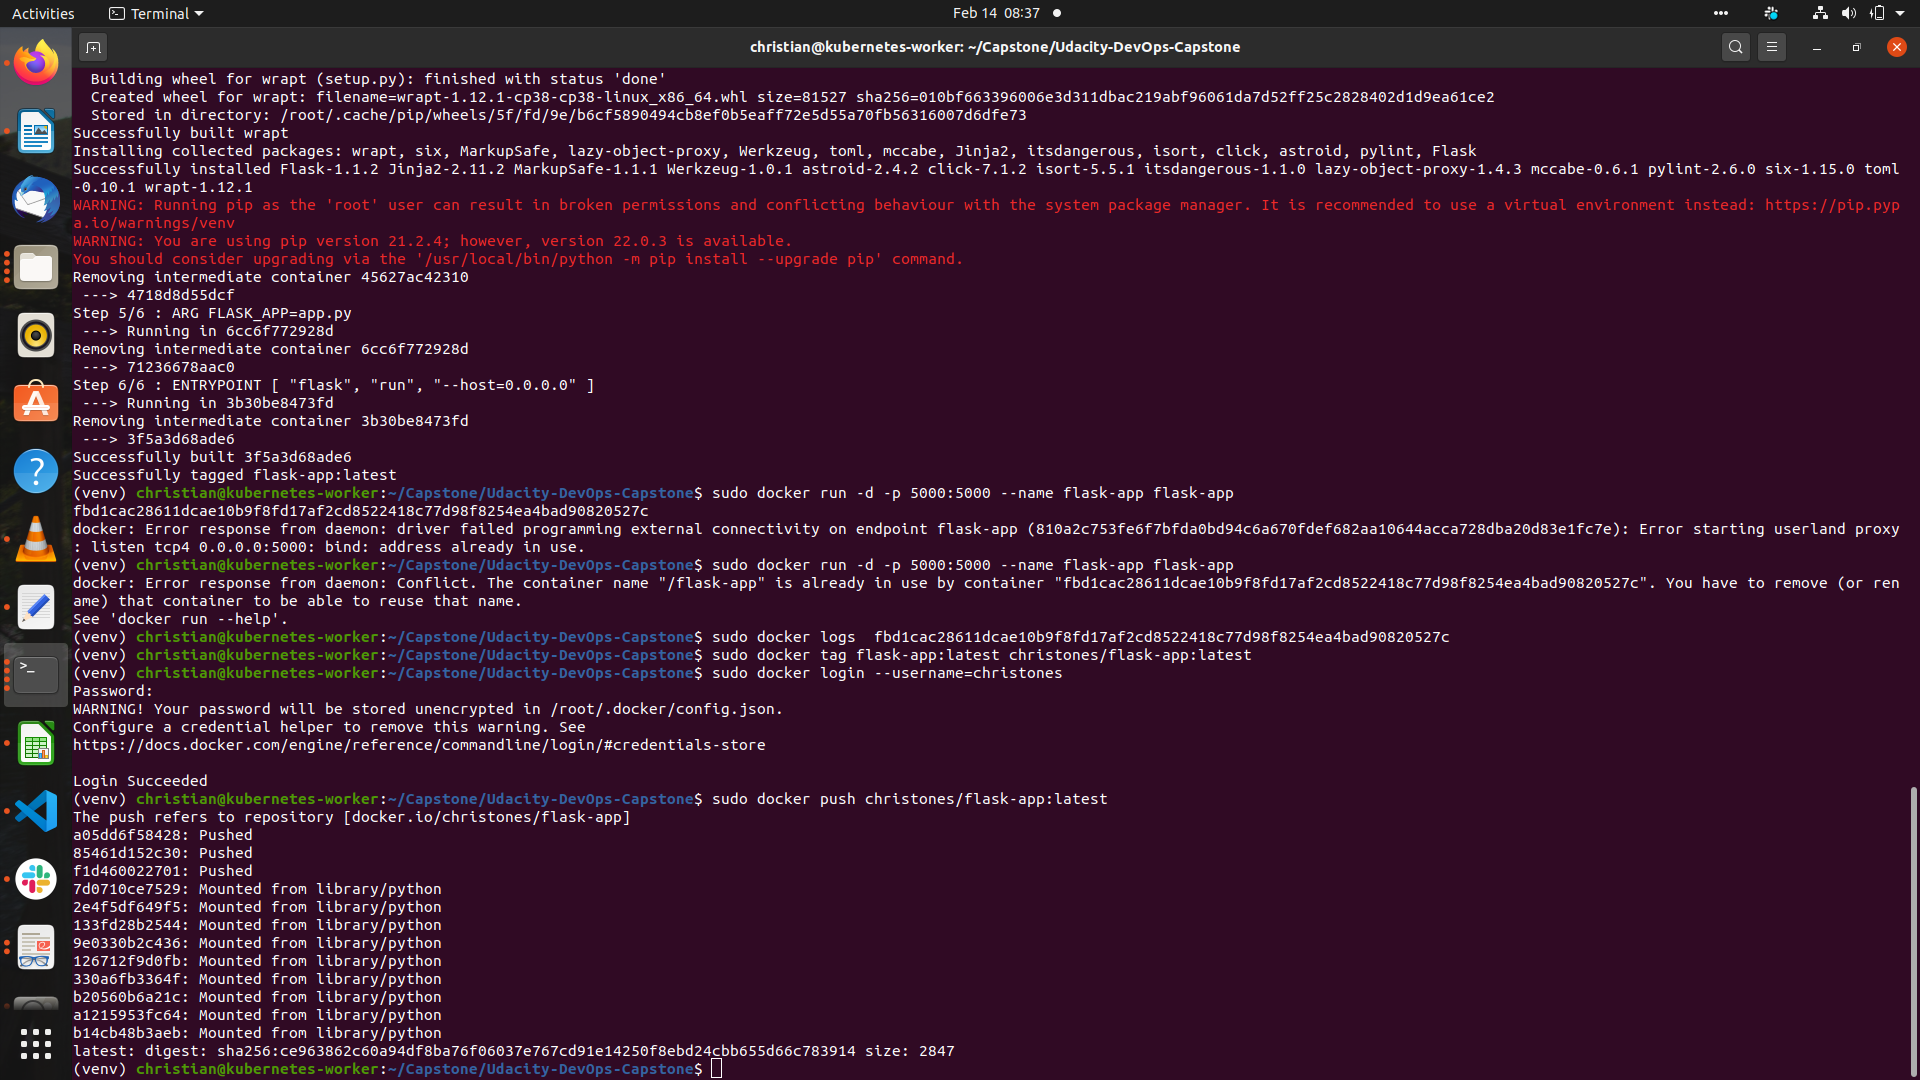 Activities
Terminal
Feb 14 08:37
christian@kubernetes-worker: ~/Capstone/Udacity-DevOps-Capstone
  Building wheel for wrapt (setup.py): finished with status 'done'
  Created wheel for wrapt: filename=wrapt-1.12.1-cp38-cp38-linux_x86_64.whl size=81527 sha256=010bf663396006e3d311dbac219abf96061da7d52ff25c2828402d1d9ea61ce2
  Stored in directory: /root/.cache/pip/wheels/5f/fd/9e/b6cf5890494cb8ef0b5eaff72e5d55a70fb56316007d6dfe73
Successfully built wrapt
Installing collected packages: wrapt, six, MarkupSafe, lazy-object-proxy, Werkzeug, toml, mccabe, Jinja2, itsdangerous, isort, click, astroid, pylint, Flask
Successfully installed Flask-1.1.2 Jinja2-2.11.2 MarkupSafe-1.1.1 Werkzeug-1.0.1 astroid-2.4.2 click-7.1.2 isort-5.5.1 itsdangerous-1.1.0 lazy-object-proxy-1.4.3 mccabe-0.6.1 pylint-2.6.0 six-1.15.0 toml
-0.10.1 wrapt-1.12.1
WARNING: Running pip as the 'root' user can result in broken permissions and conflicting behaviour with the system package manager. It is recommended to use a virtual environment instead: https://pip.pyp
a.io/warnings/venv
WARNING: You are using pip version 21.2.4; however, version 22.0.3 is available.
You should consider upgrading via the '/usr/local/bin/python -m pip install --upgrade pip' command.
Removing intermediate container 45627ac42310
 ---> 4718d8d55dcf
Step 5/6 : ARG FLASK_APP=app.py
 ---> Running in 6cc6f772928d
Removing intermediate container 6cc6f772928d
 ---> 71236678aac0
Step 6/6 : ENTRYPOINT [ "flask", "run", "--host=0.0.0.0" ]
 ---> Running in 3b30be8473fd
Removing intermediate container 3b30be8473fd
 ---> 3f5a3d68ade6
Successfully built 3f5a3d68ade6
Successfully tagged flask-app:latest
(venv) christian@kubernetes-worker:~/Capstone/Udacity-DevOps-Capstone$ sudo docker run -d -p 5000:5000 --name flask-app flask-app
fbd1cac28611dcae10b9f8fd17af2cd8522418c77d98f8254ea4bad90820527c
docker: Error response from daemon: driver failed programming external connectivity on endpoint flask-app (810a2c753fe6f7bfda0bd94c6a670fdef682aa10644acca728dba20d83e1fc7e): Error starting userland proxy
: listen tcp4 0.0.0.0:5000: bind: address already in use.
(venv) christian@kubernetes-worker:~/Capstone/Udacity-DevOps-Capstone$ sudo docker run -d -p 5000:5000 --name flask-app flask-app
docker: Error response from daemon: Conflict. The container name "/flask-app" is already in use by container "fbd1cac28611dcae10b9f8fd17af2cd8522418c77d98f8254ea4bad90820527c". You have to remove (or ren
ame) that container to be able to reuse that name.
See 'docker run --help'.
(venv) christian@kubernetes-worker:~/Capstone/Udacity-DevOps-Capstone$ sudo docker logs  fbd1cac28611dcae10b9f8fd17af2cd8522418c77d98f8254ea4bad90820527c
(venv) christian@kubernetes-worker:~/Capstone/Udacity-DevOps-Capstone$ sudo docker tag flask-app:latest christones/flask-app:latest
(venv) christian@kubernetes-worker:~/Capstone/Udacity-DevOps-Capstone$ sudo docker login --username=christones
Password:
WARNING! Your password will be stored unencrypted in /root/.docker/config.json.
Configure a credential helper to remove this warning. See
https://docs.docker.com/engine/reference/commandline/login/#credentials-store
Login Succeeded
(venv) christian@kubernetes-worker:~/Capstone/Udacity-DevOps-Capstone$ sudo docker push christones/flask-app:latest
The push refers to repository [docker.io/christones/flask-app]
a05dd6f58428: Pushed
85461d152c30: Pushed
f1d460022701: Pushed
7d0710ce7529: Mounted from library/python
2e4f5df649f5: Mounted from library/python
133fd28b2544: Mounted from library/python
9e0330b2c436: Mounted from library/python
126712f9d0fb: Mounted from library/python
330a6fb3364f: Mounted from library/python
b20560b6a21c: Mounted from library/python
a1215953fc64: Mounted from library/python
b14cb48b3aeb: Mounted from library/python
latest: digest: sha256:ce963862c60a94df8ba76f06037e767cd91e14250f8ebd24cbb655d66c783914 size: 2847
(venv) christian@kubernetes-worker:~/Capstone/Udacity-DevOps-Capstone$